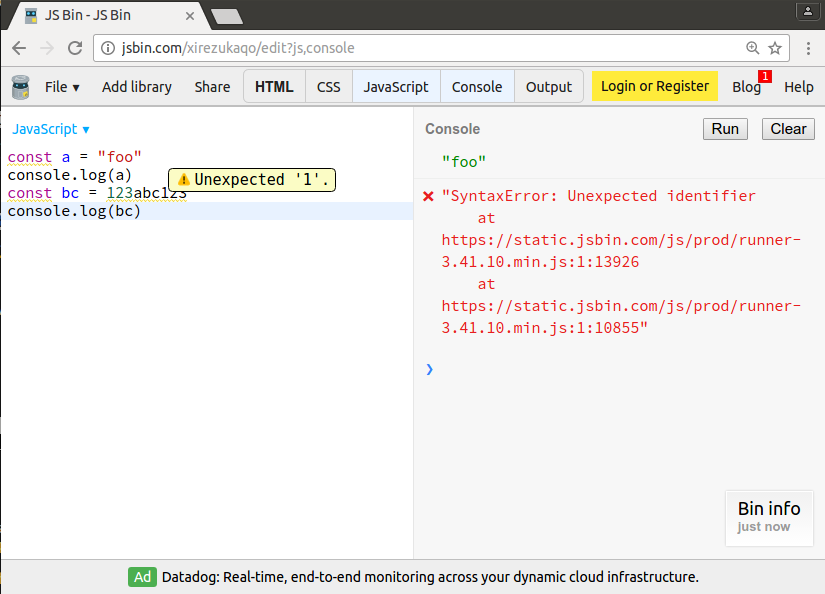 JS Bin - JS Bin
jsbin.com/xirezukaqo/edit?js,console
File ▾ Add library Share HTML CSS JavaScript Console Output Login or Register Blog 1 Help
JavaScript ▾
const a = "foo"
console.log(a)
Unexpected '1'.
const bc = 123abc123
console.log(bc)
Console Run Clear
"foo"
"SyntaxError: Unexpected identifier
at
https://static.jsbin.com/js/prod/runner-
3.41.10.min.js:1:13926
at
https://static.jsbin.com/js/prod/runner-
3.41.10.min.js:1:10855"
❯
Bin info
just now
Ad Datadog: Real-time, end-to-end monitoring across your dynamic cloud infrastructure.